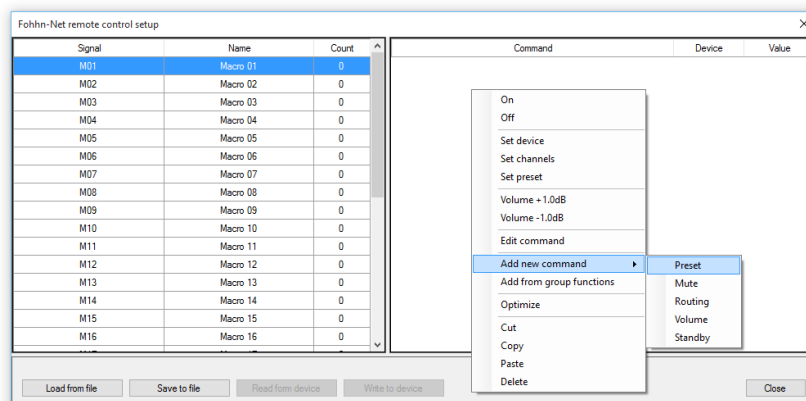 Fohhn-Net remote control setup
Signal Name Count
M01 Macro 01 0
M02 Macro 02 0
M03 Macro 03 0
M04 Macro 04 0
M05 Macro 05 0
M06 Macro 06 0
M07 Macro 07 0
M08 Macro 08 0
M09 Macro 09 0
M10 Macro 10 0
M11 Macro 11 0
M12 Macro 12 0
M13 Macro 13 0
M14 Macro 14 0
M15 Macro 15 0
M16 Macro 16 0
Command Device Value
On
Off
Set device
Set channels
Set preset
Volume +1.0dB
Volume -1.0dB
Edit command
Add new command
Add from group functions
Optimize
Cut
Copy
Paste
Delete
Preset
Mute
Routing
Volume
Standby
Load from file Save to file Read form device Write to device Close